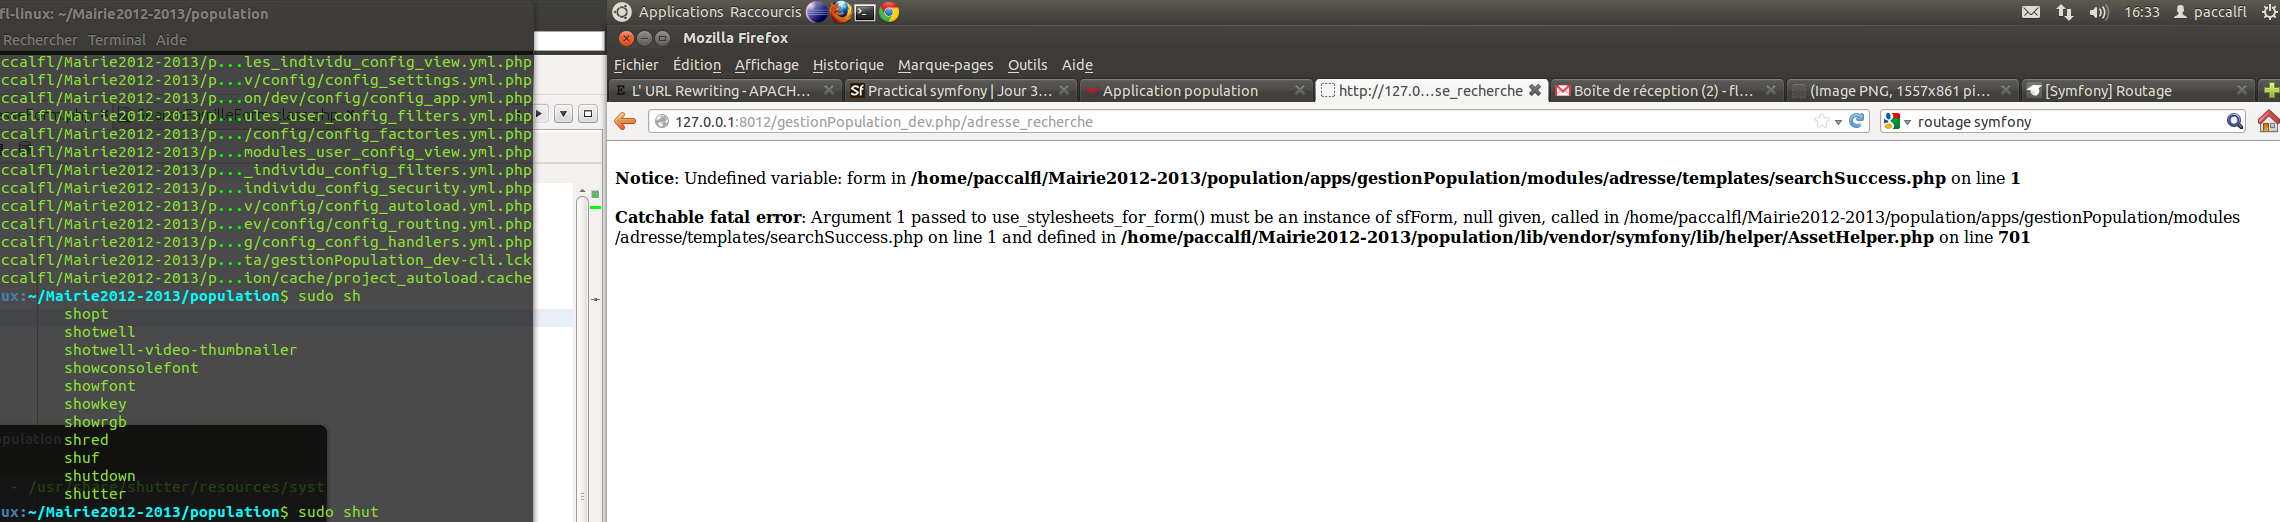 fl-linux: ~/Mairie2012-2013/population
Rechercher Terminal Aide
ccalfl/Mairie2012-2013/p...les_individu_config_view.yml.php
ccalfl/Mairie2012-2013/p...v/config/config_settings.yml.php
ccalfl/Mairie2012-2013/p...on/dev/config/config_app.yml.php
ccalfl/Mairie2012-2013/p...ules_user_config_filters.yml.php
ccalfl/Mairie2012-2013/p.../config/config_factories.yml.php
ccalfl/Mairie2012-2013/p...modules_user_config_view.yml.php
ccalfl/Mairie2012-2013/p..._individu_config_filters.yml.php
ccalfl/Mairie2012-2013/p...individu_config_security.yml.php
ccalfl/Mairie2012-2013/p...v/config/config_autoload.yml.php
ccalfl/Mairie2012-2013/p...ev/config/config_routing.yml.php
ccalfl/Mairie2012-2013/p...g/config_config_handlers.yml.php
ccalfl/Mairie2012-2013/p...ta/gestionPopulation_dev-cli.lck
ccalfl/Mairie2012-2013/p...ion/cache/project_autoload.cache
ux:~/Mairie2012-2013/population$ sudo sh
shopt
shotwell
shotwell-video-thumbnailer
showconsolefont
showfont
showkey
showrgb
opulation
shred
shuf
shutdown
- /usr/share/shutter/resources/syst
shutter
ux:~/Mairie2012-2013/population$ sudo shut
Applications Raccourcis
16:33 paccalfl
Mozilla Firefox
Fichier Édition Affichage Historique Marque-pages Outils Aide
E L' URL Rewriting - APACH...
Sf Practical symfony | Jour 3...
Application population
http://127.0...se_recherche
Boîte de réception (2) - fl...
(Image PNG, 1557x861 pi...
[Symfony] Routage
127.0.0.1:8012/gestionPopulation_dev.php/adresse_recherche
routage symfony
Notice: Undefined variable: form in /home/paccalfl/Mairie2012-2013/population/apps/gestionPopulation/modules/adresse/templates/searchSuccess.php on line 1
Catchable fatal error: Argument 1 passed to use_stylesheets_for_form() must be an instance of sfForm, null given, called in /home/paccalfl/Mairie2012-2013/population/apps/gestionPopulation/modules
/adresse/templates/searchSuccess.php on line 1 and defined in /home/paccalfl/Mairie2012-2013/population/lib/vendor/symfony/lib/helper/AssetHelper.php on line 701